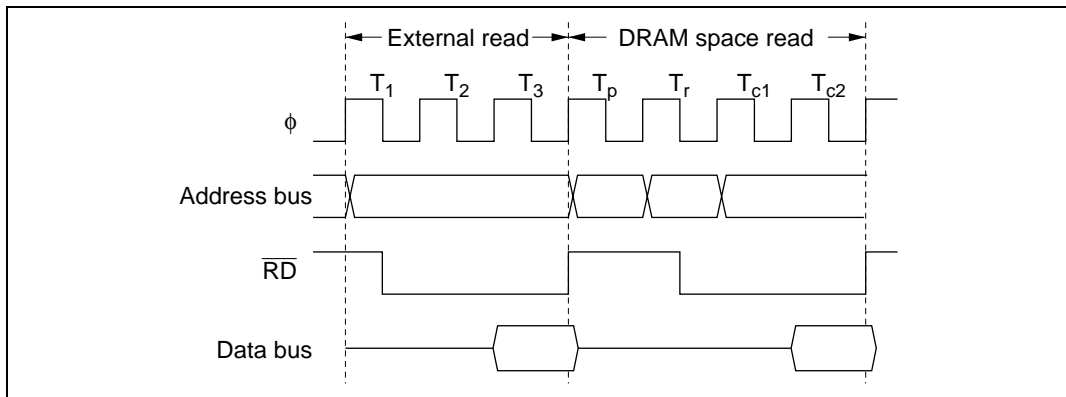 External read DRAM space read
T1 T2 T3 Tp Tr Tc1 Tc2
ϕ
Address bus
RD
Data bus